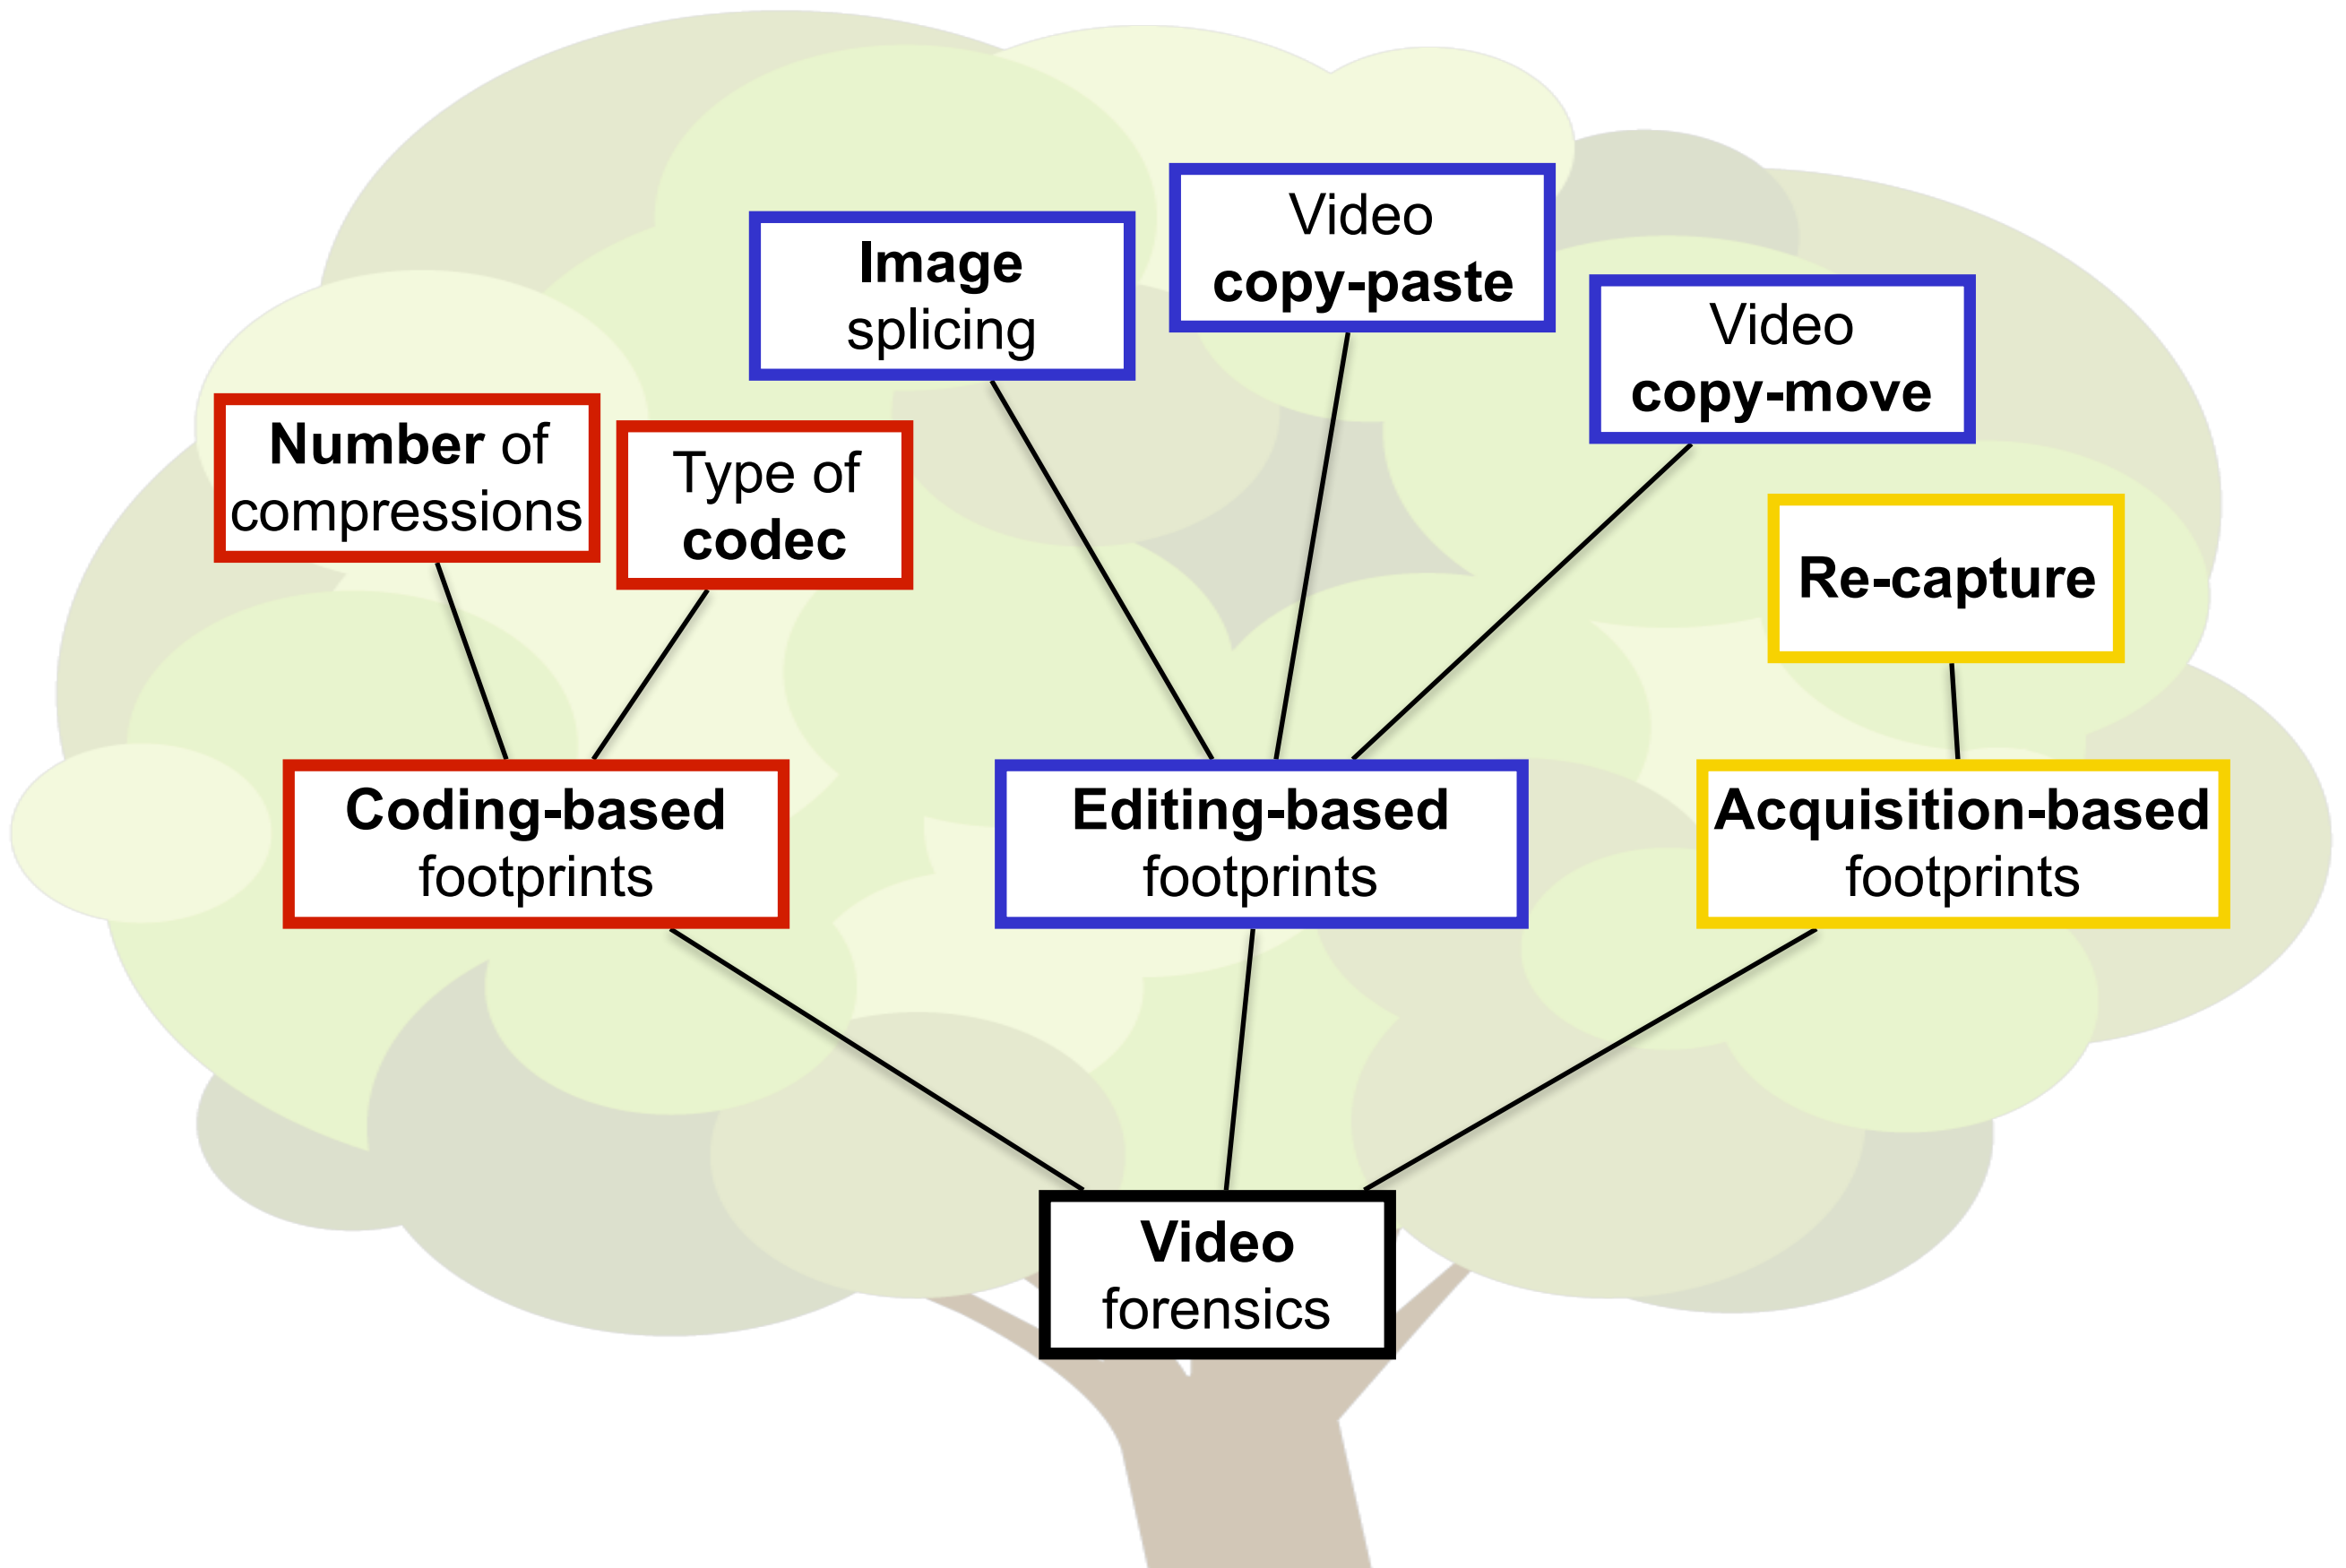 Video
copy-paste
Image
splicing
Video
copy-move
Number of
compressions
Type of
codec
Re-capture
Coding-based
footprints
Editing-based
footprints
Acquisition-based
footprints
Video
forensics